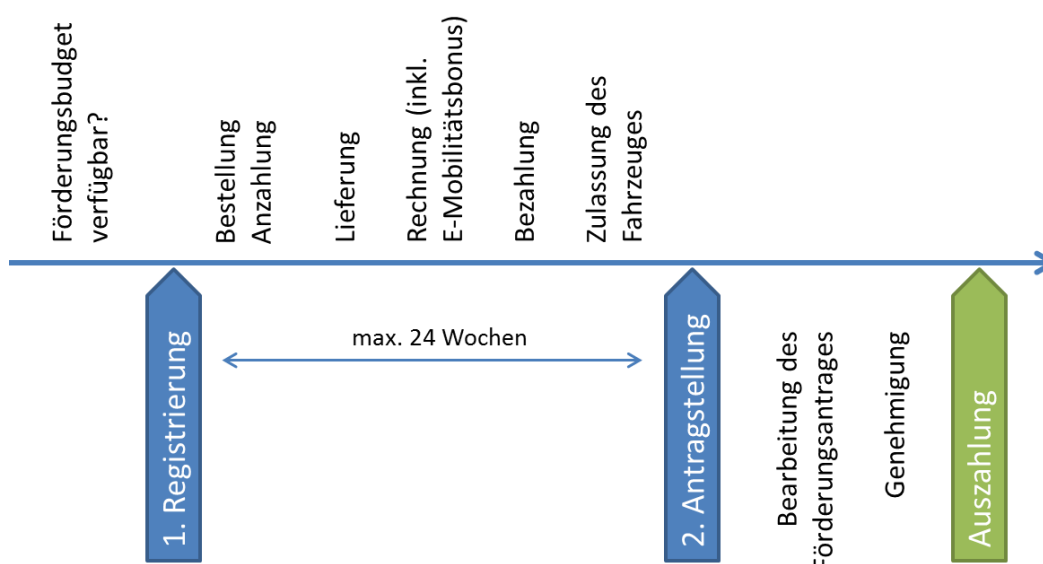 Förderungsbudget
verfügbar?
Bestellung
Anzahlung
Lieferung
Rechnung (inkl.
E-Mobilitätsbonus)
Bezahlung
Zulassung des
Fahrzeuges
1. Registrierung
max. 24 Wochen
2. Antragstellung
Bearbeitung des
Förderungsantrages
Genehmigung
Auszahlung